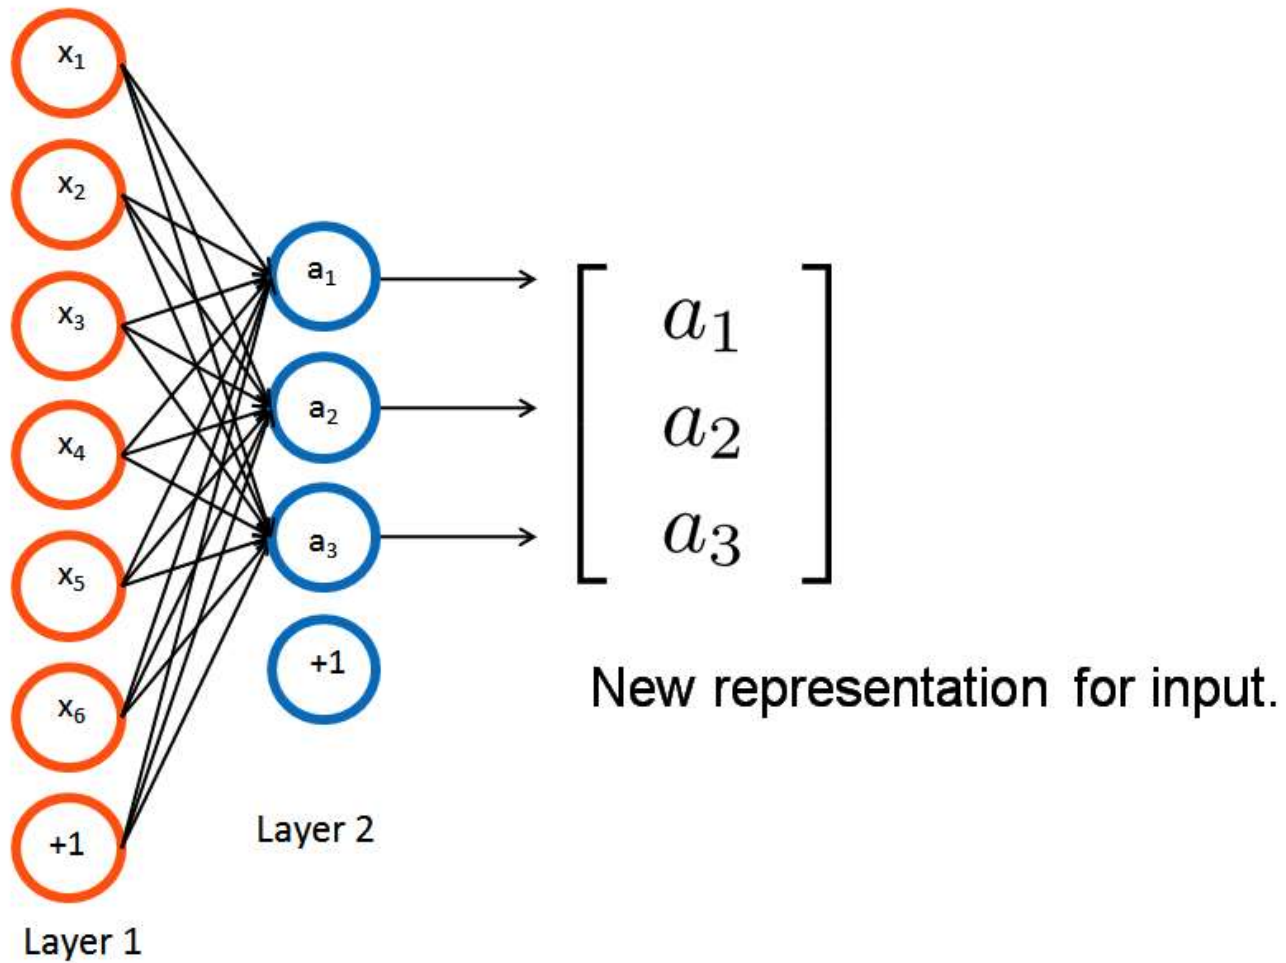 x1
x2
x3
x4
x5
x6
+1
Layer 1
a1
a2
a3
+1
Layer 2
a1
a2
a3
New representation for input.